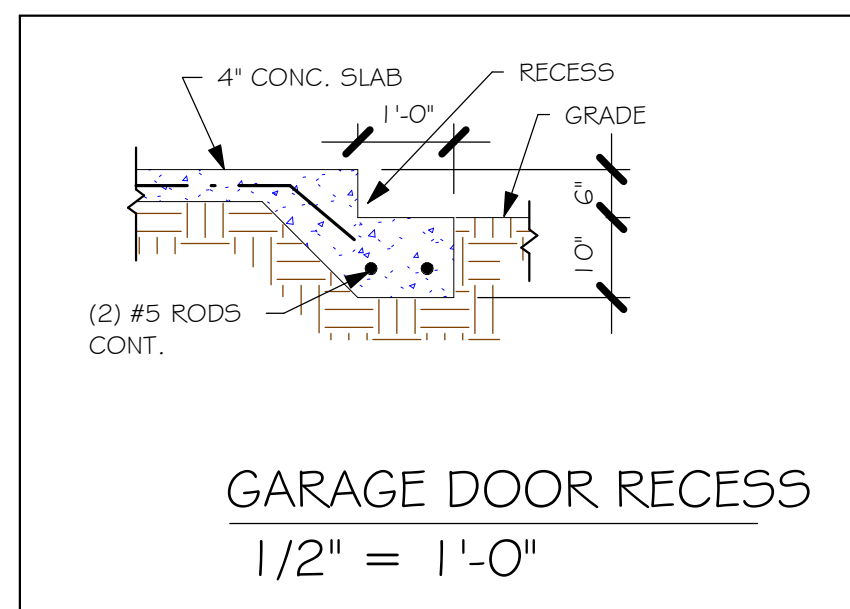 4" CONC. SLAB
RECESS
1'-0"
GRADE
6"
10"
(2) #5 RODS
CONT.
GARAGE DOOR RECESS
1/2" = 1'-0"